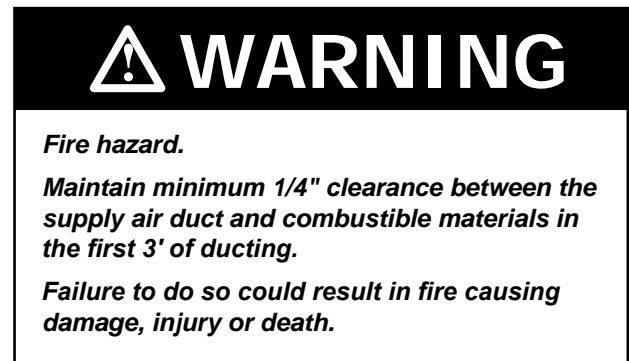 WARNING
Fire hazard.
Maintain minimum 1/4" clearance between the
supply air duct and combustible materials in
the first 3' of ducting.
Failure to do so could result in fire causing
damage, injury or death.